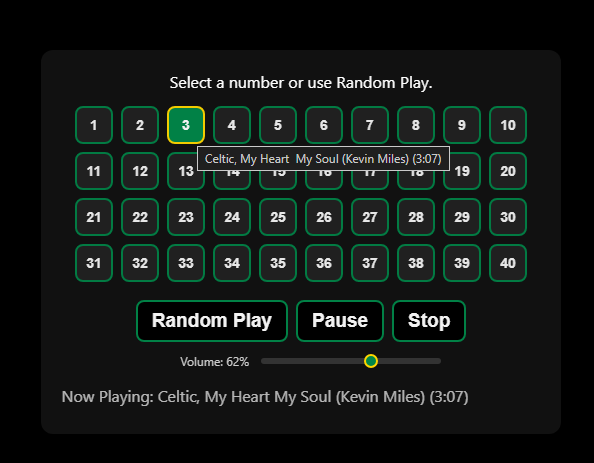 Select a number or use Random Play.
1 2 3 4 5 6 7 8 9 10
Celtic, My Heart  My Soul (Kevin Miles) (3:07)
11 12 13 14 15 16 17 18 19 20
21 22 23 24 25 26 27 28 29 30
31 32 33 34 35 36 37 38 39 40
Random Play Pause Stop
Volume: 62%
Now Playing: Celtic, My Heart My Soul (Kevin Miles) (3:07)